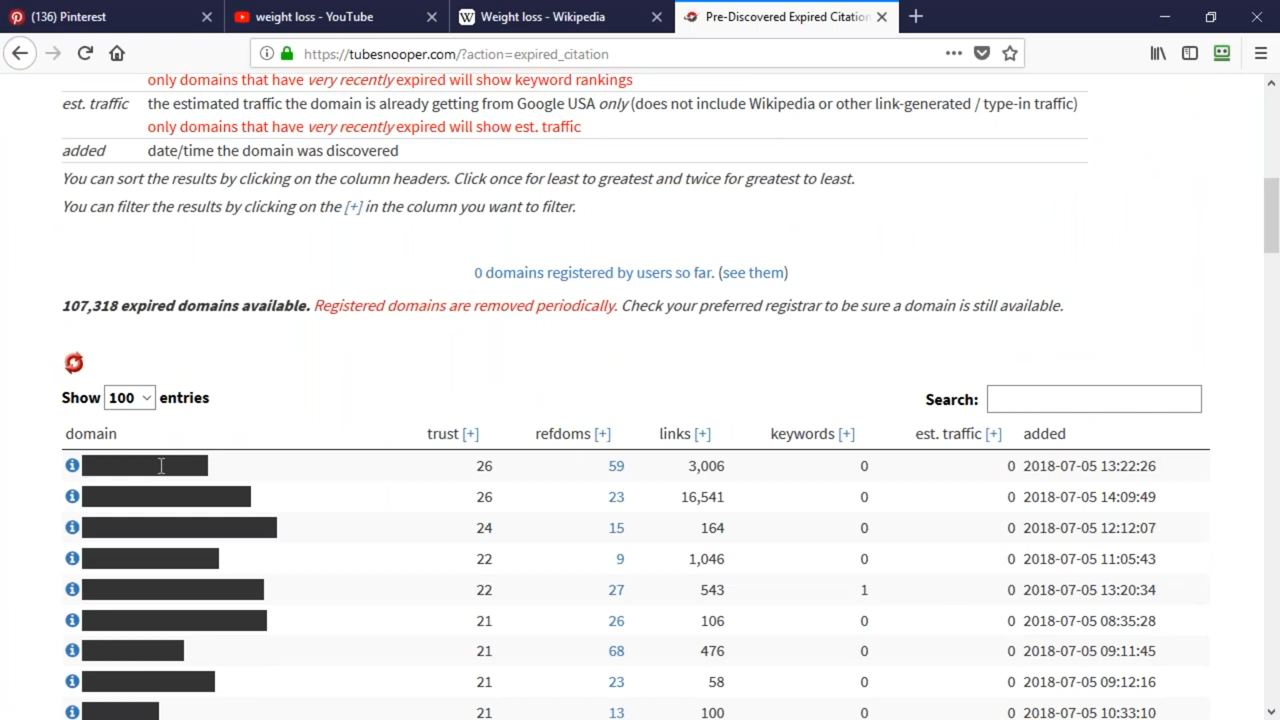 (136) Pinterest
weight loss - YouTube
Weight loss - Wikipedia
Pre-Discovered Expired Citation
https://tubesnooper.com/?action=expired_citation
only domains that have very recently expired will show keyword rankings
est. traffic the estimated traffic the domain is already getting from Google USA only (does not include Wikipedia or other link-generated / type-in traffic)
only domains that have very recently expired will show est. traffic
added date/time the domain was discovered
You can sort the results by clicking on the column headers. Click once for least to greatest and twice for greatest to least.
You can filter the results by clicking on the [+] in the column you want to filter.
0 domains registered by users so far. (see them)
107,318 expired domains available. Registered domains are removed periodically. Check your preferred registrar to be sure a domain is still available.
Show 100 entries Search:
domain trust [+] refdoms [+] links [+] keywords [+] est. traffic [+] added
26 59 3,006 0 0 2018-07-05 13:22:26
26 23 16,541 0 0 2018-07-05 14:09:49
24 15 164 0 0 2018-07-05 12:12:07
22 9 1,046 0 0 2018-07-05 11:05:43
22 27 543 1 0 2018-07-05 13:20:34
21 26 106 0 0 2018-07-05 08:35:28
21 68 476 0 0 2018-07-05 09:11:45
21 23 58 0 0 2018-07-05 09:12:16
21 13 100 0 0 2018-07-05 10:33:10